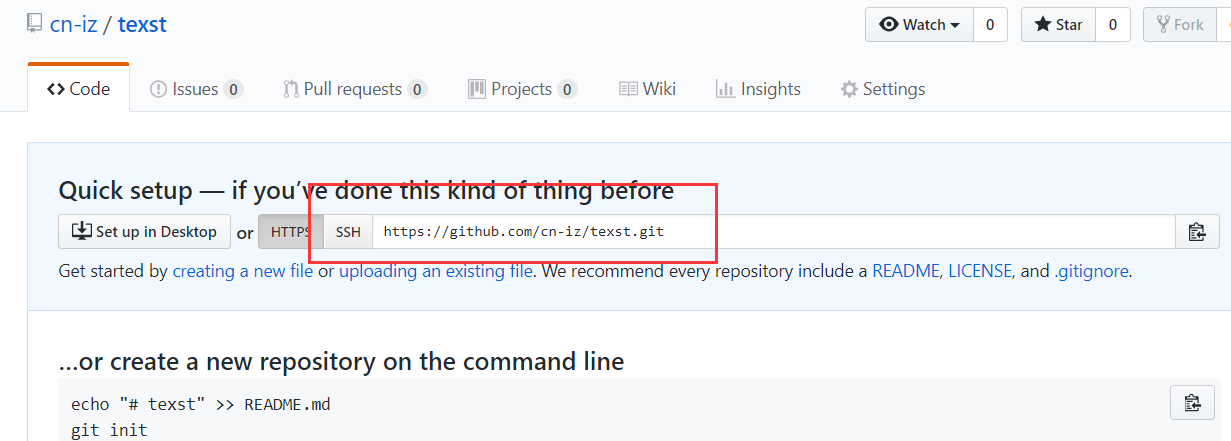 cn-iz / texst
Watch 0 Star 0 Fork
Code Issues 0 Pull requests 0 Projects 0 Wiki Insights Settings
Quick setup — if you’ve done this kind of thing before
Set up in Desktop or HTTPS SSH https://github.com/cn-iz/texst.git
Get started by creating a new file or uploading an existing file. We recommend every repository include a README, LICENSE, and .gitignore.
…or create a new repository on the command line
echo "# texst" >> README.md
git init